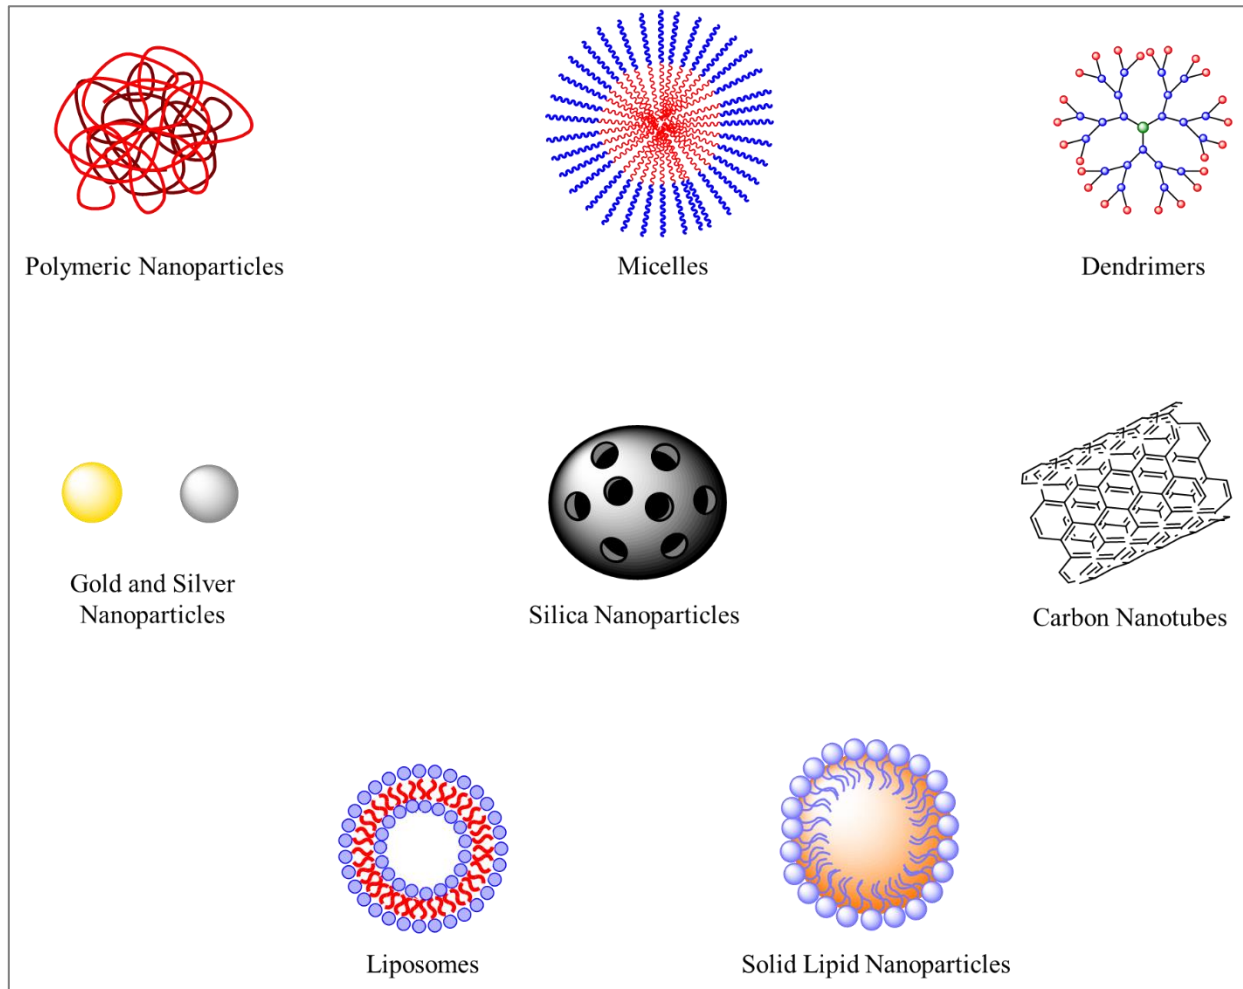 Polymeric Nanoparticles
Micelles
Dendrimers
Gold and Silver
Nanoparticles
Silica Nanoparticles
Carbon Nanotubes
Liposomes
Solid Lipid Nanoparticles